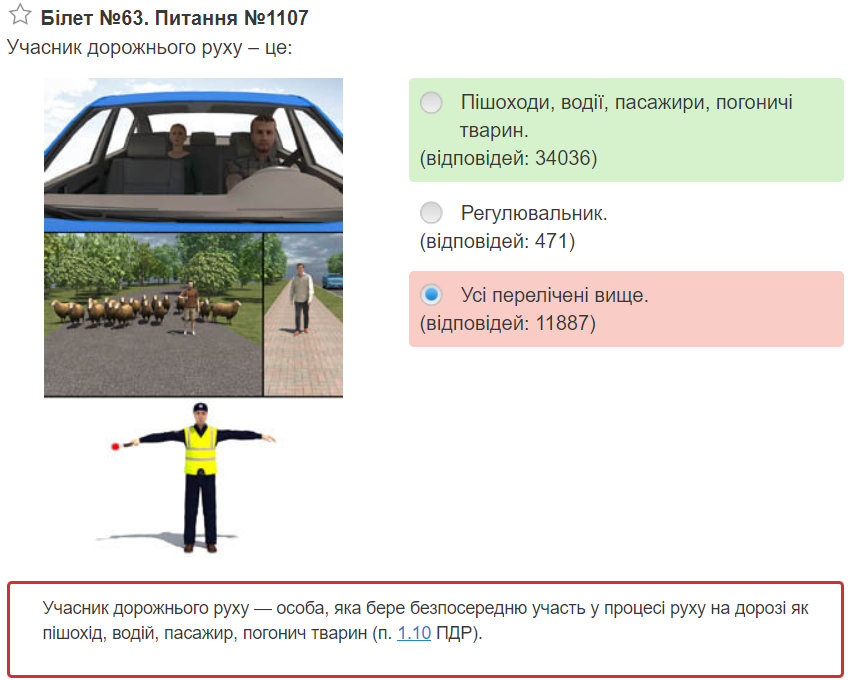 Білет №63. Питання №1107
Учасник дорожнього руху – це:
Пішоходи, водії, пасажири, погоничі
тварин.
(відповідей: 34036)
Регулювальник.
(відповідей: 471)
Усі перелічені вище.
(відповідей: 11887)
Учасник дорожнього руху — особа, яка бере безпосередню участь у процесі руху на дорозі як
пішохід, водій, пасажир, погонич тварин (п. 1.10 ПДР).